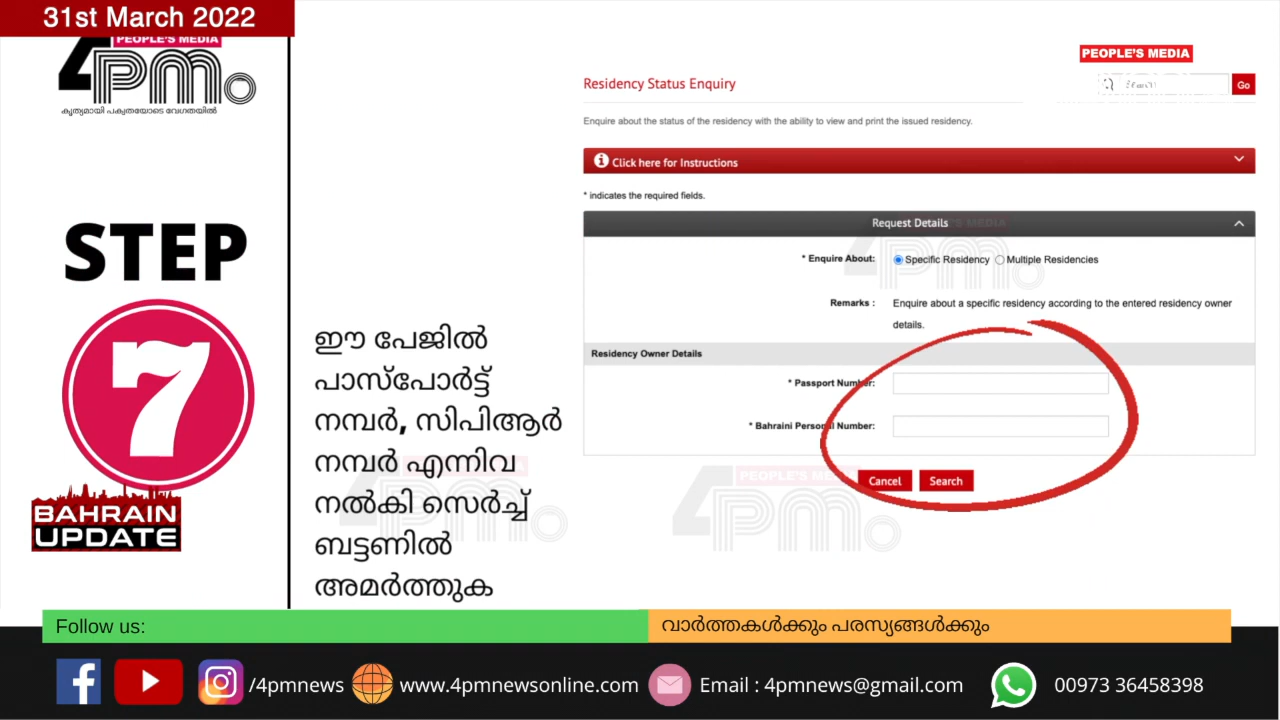 31st March 2022
PEOPLE'S MEDIA
4pm
കൃത്യമായി പക്വതയോടെ വേഗതയിൽ
STEP
7
BAHRAIN
UPDATE
ഈ പേജിൽ
പാസ്പോർട്ട്
നമ്പർ, സിപിആർ
നമ്പർ എന്നിവ
നൽകി സെർച്ച്
ബട്ടണിൽ
അമർത്തുക
PEOPLE'S MEDIA
Residency Status Enquiry
Go
Enquire about the status of the residency with the ability to view and print the issued residency.
Click here for Instructions
* indicates the required fields.
Request Details
* Enquire About: Specific Residency Multiple Residencies
Remarks : Enquire about a specific residency according to the entered residency owner
details.
Residency Owner Details
* Passport Number:
* Bahraini Personal Number:
Cancel Search
PEOPLE'S MEDIA
4pm
Follow us:
വാർത്തകൾക്കും പരസ്യങ്ങൾക്കും
/4pmnews www.4pmnewsonline.com Email : 4pmnews@gmail.com 00973 36458398